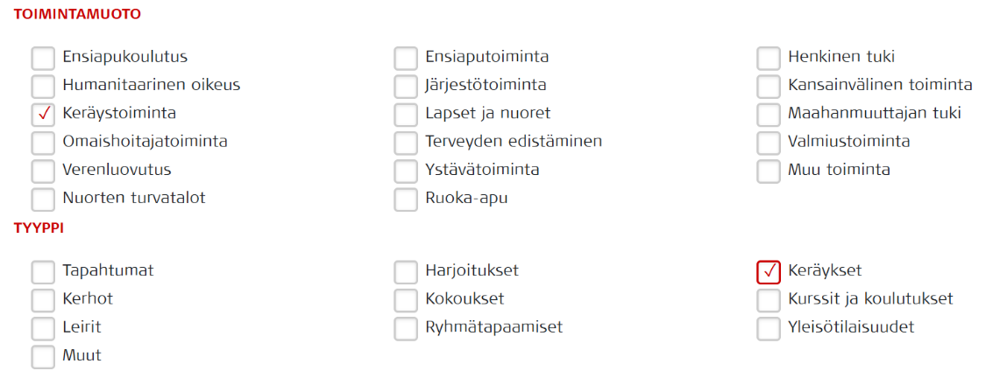 TOIMINTAMUOTO
Ensiapukoulutus Ensiaputoiminta Henkinen tuki
Humanitaarinen oikeus Järjestötoiminta Kansainvälinen toiminta
Keräystoiminta Lapset ja nuoret Maahanmuuttajan tuki
Omaishoitajatoiminta Terveyden edistäminen Valmiustoiminta
Verenluovutus Ystävätoiminta Muu toiminta
Nuorten turvatalot Ruoka-apu
TYYPPI
Tapahtumat Harjoitukset Keräykset
Kerhot Kokoukset Kurssit ja koulutukset
Leirit Ryhmätapaamiset Yleisötilaisuudet
Muut